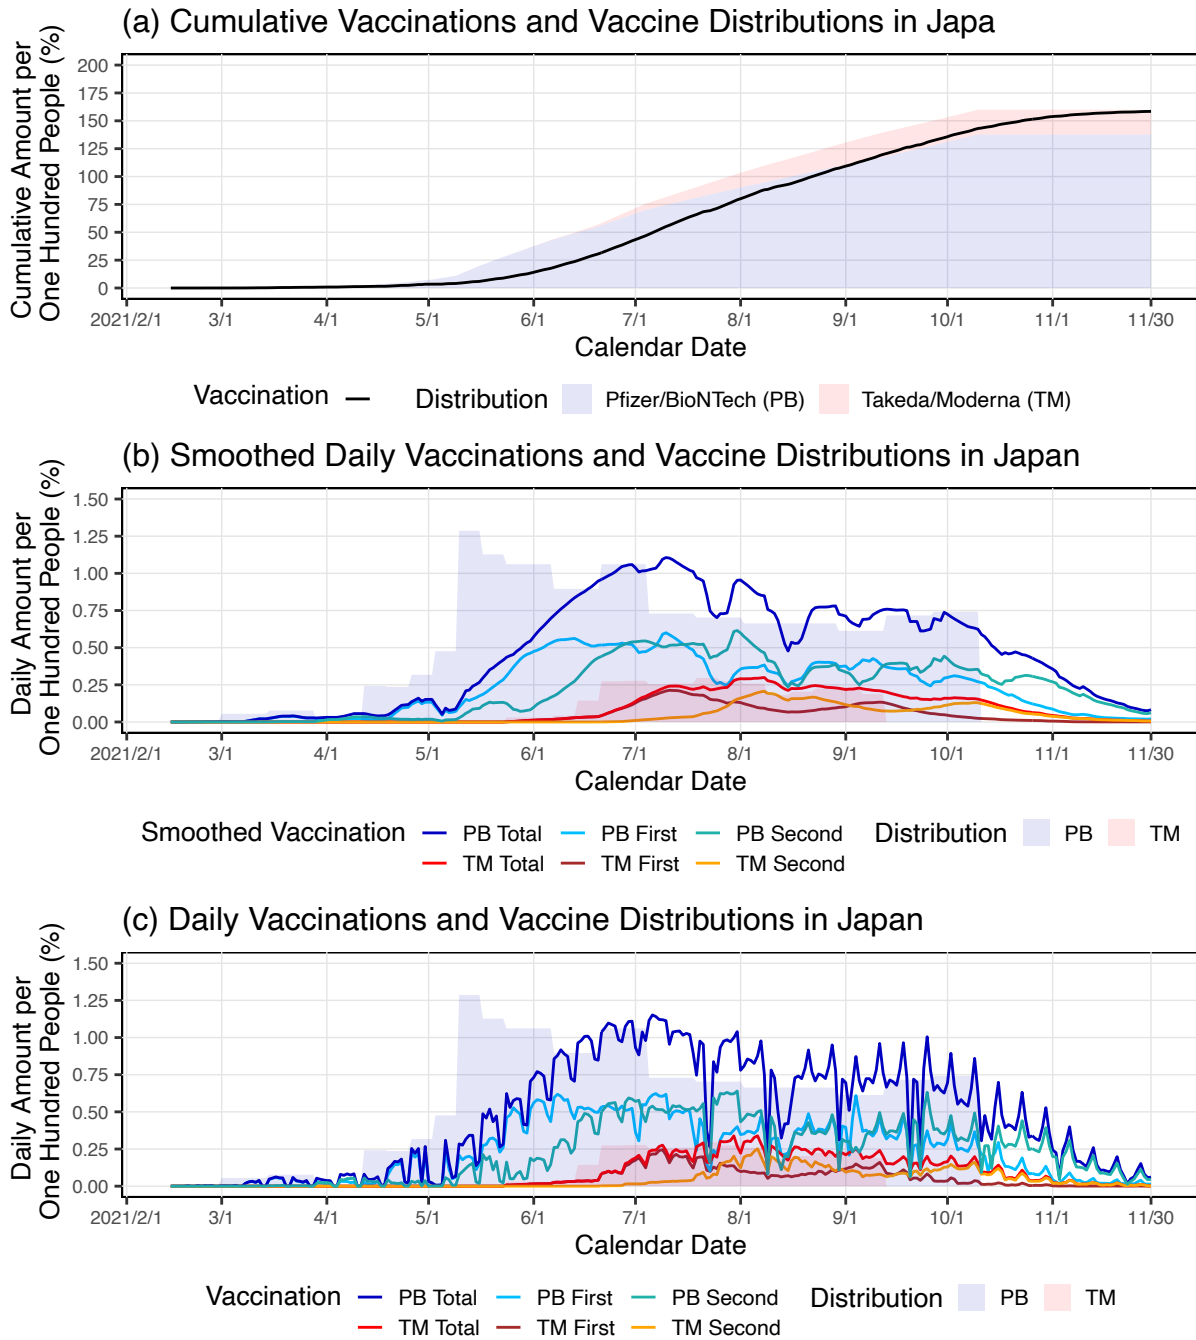 (a) Cumulative Vaccinations and Vaccine Distributions in Japa
Cumulative Amount per
One Hundred People (%)
200
175
150
125
100
75
50
25
0
2021/2/1 3/1 4/1 5/1 6/1 7/1 8/1 9/1 10/1 11/1 11/30
Calendar Date
Vaccination Distribution Pfizer/BioNTech (PB) Takeda/Moderna (TM)
(b) Smoothed Daily Vaccinations and Vaccine Distributions in Japan
Daily Amount per
One Hundred People (%)
1.50
1.25
1.00
0.75
0.50
0.25
0.00
2021/2/1 3/1 4/1 5/1 6/1 7/1 8/1 9/1 10/1 11/1 11/30
Calendar Date
Smoothed Vaccination PB Total PB First PB Second Distribution PB TM
TM Total TM First TM Second
(c) Daily Vaccinations and Vaccine Distributions in Japan
Daily Amount per
One Hundred People (%)
1.50
1.25
1.00
0.75
0.50
0.25
0.00
2021/2/1 3/1 4/1 5/1 6/1 7/1 8/1 9/1 10/1 11/1 11/30
Calendar Date
Vaccination PB Total PB First PB Second Distribution PB TM
TM Total TM First TM Second